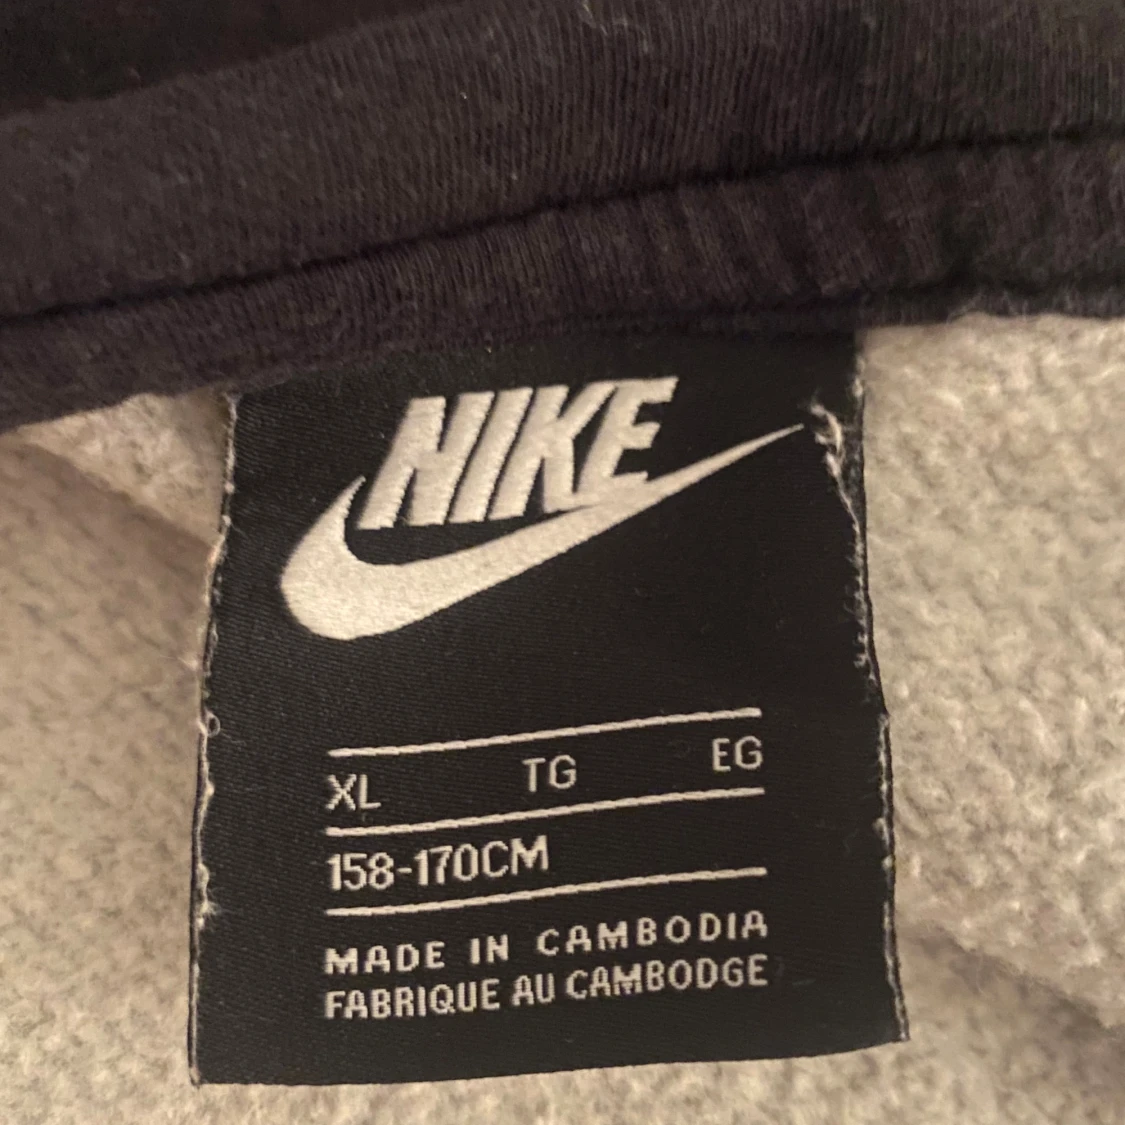 NIKE
XL TG EG
158-170CM
MADE IN CAMBODIA
FABRIQUE AU CAMBODGE